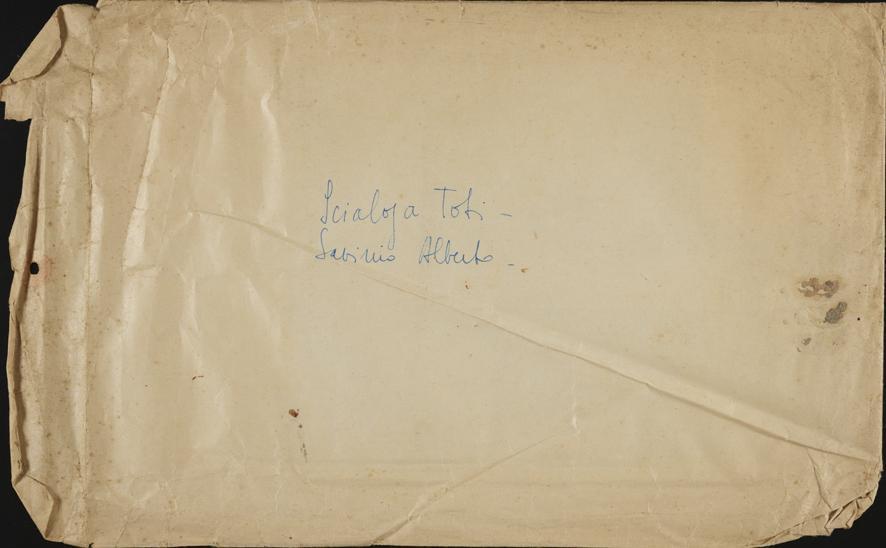 Scialoja Toti -
Savinio Alberto -